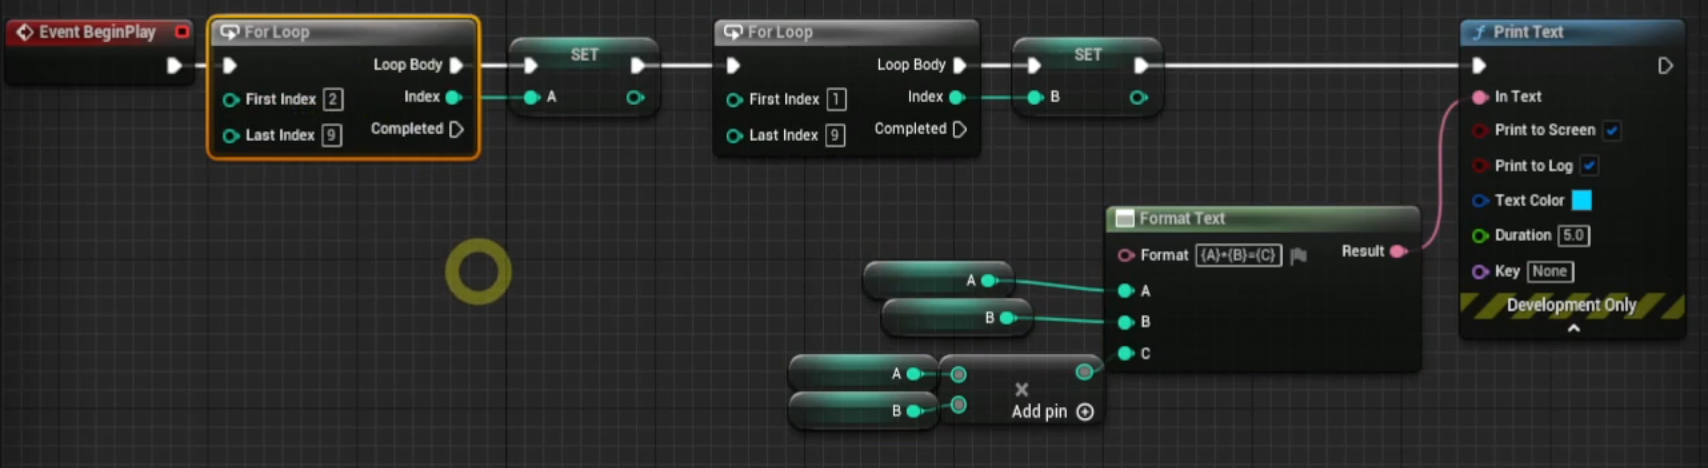 Event BeginPlay
For Loop
Loop Body
First Index 2
Index
Last Index 9
Completed
SET
A
For Loop
Loop Body
First Index 1
Index
Last Index 9
Completed
SET
B
Print Text
In Text
Print to Screen
Print to Log
Text Color
Duration 5.0
Key None
Development Only
Format Text
Format {A}*{B}={C}
Result
A
B
C
A
B
A
B
Add pin